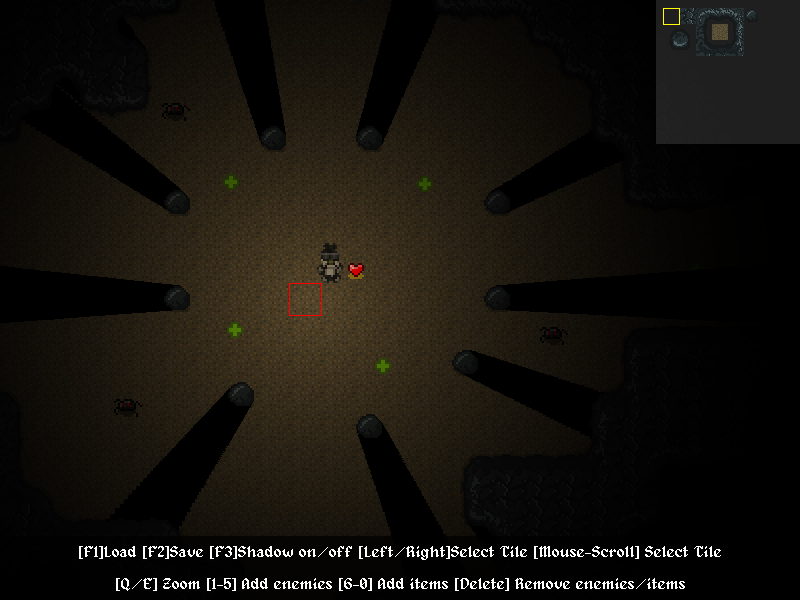 [F1]Load [F2]Save [F3]Shadow on/off [Left/Right]Select Tile [Mouse-Scroll] Select Tile
[Q/E] Zoom [1-5] Add enemies [6-0] Add items [Delete] Remove enemies/items